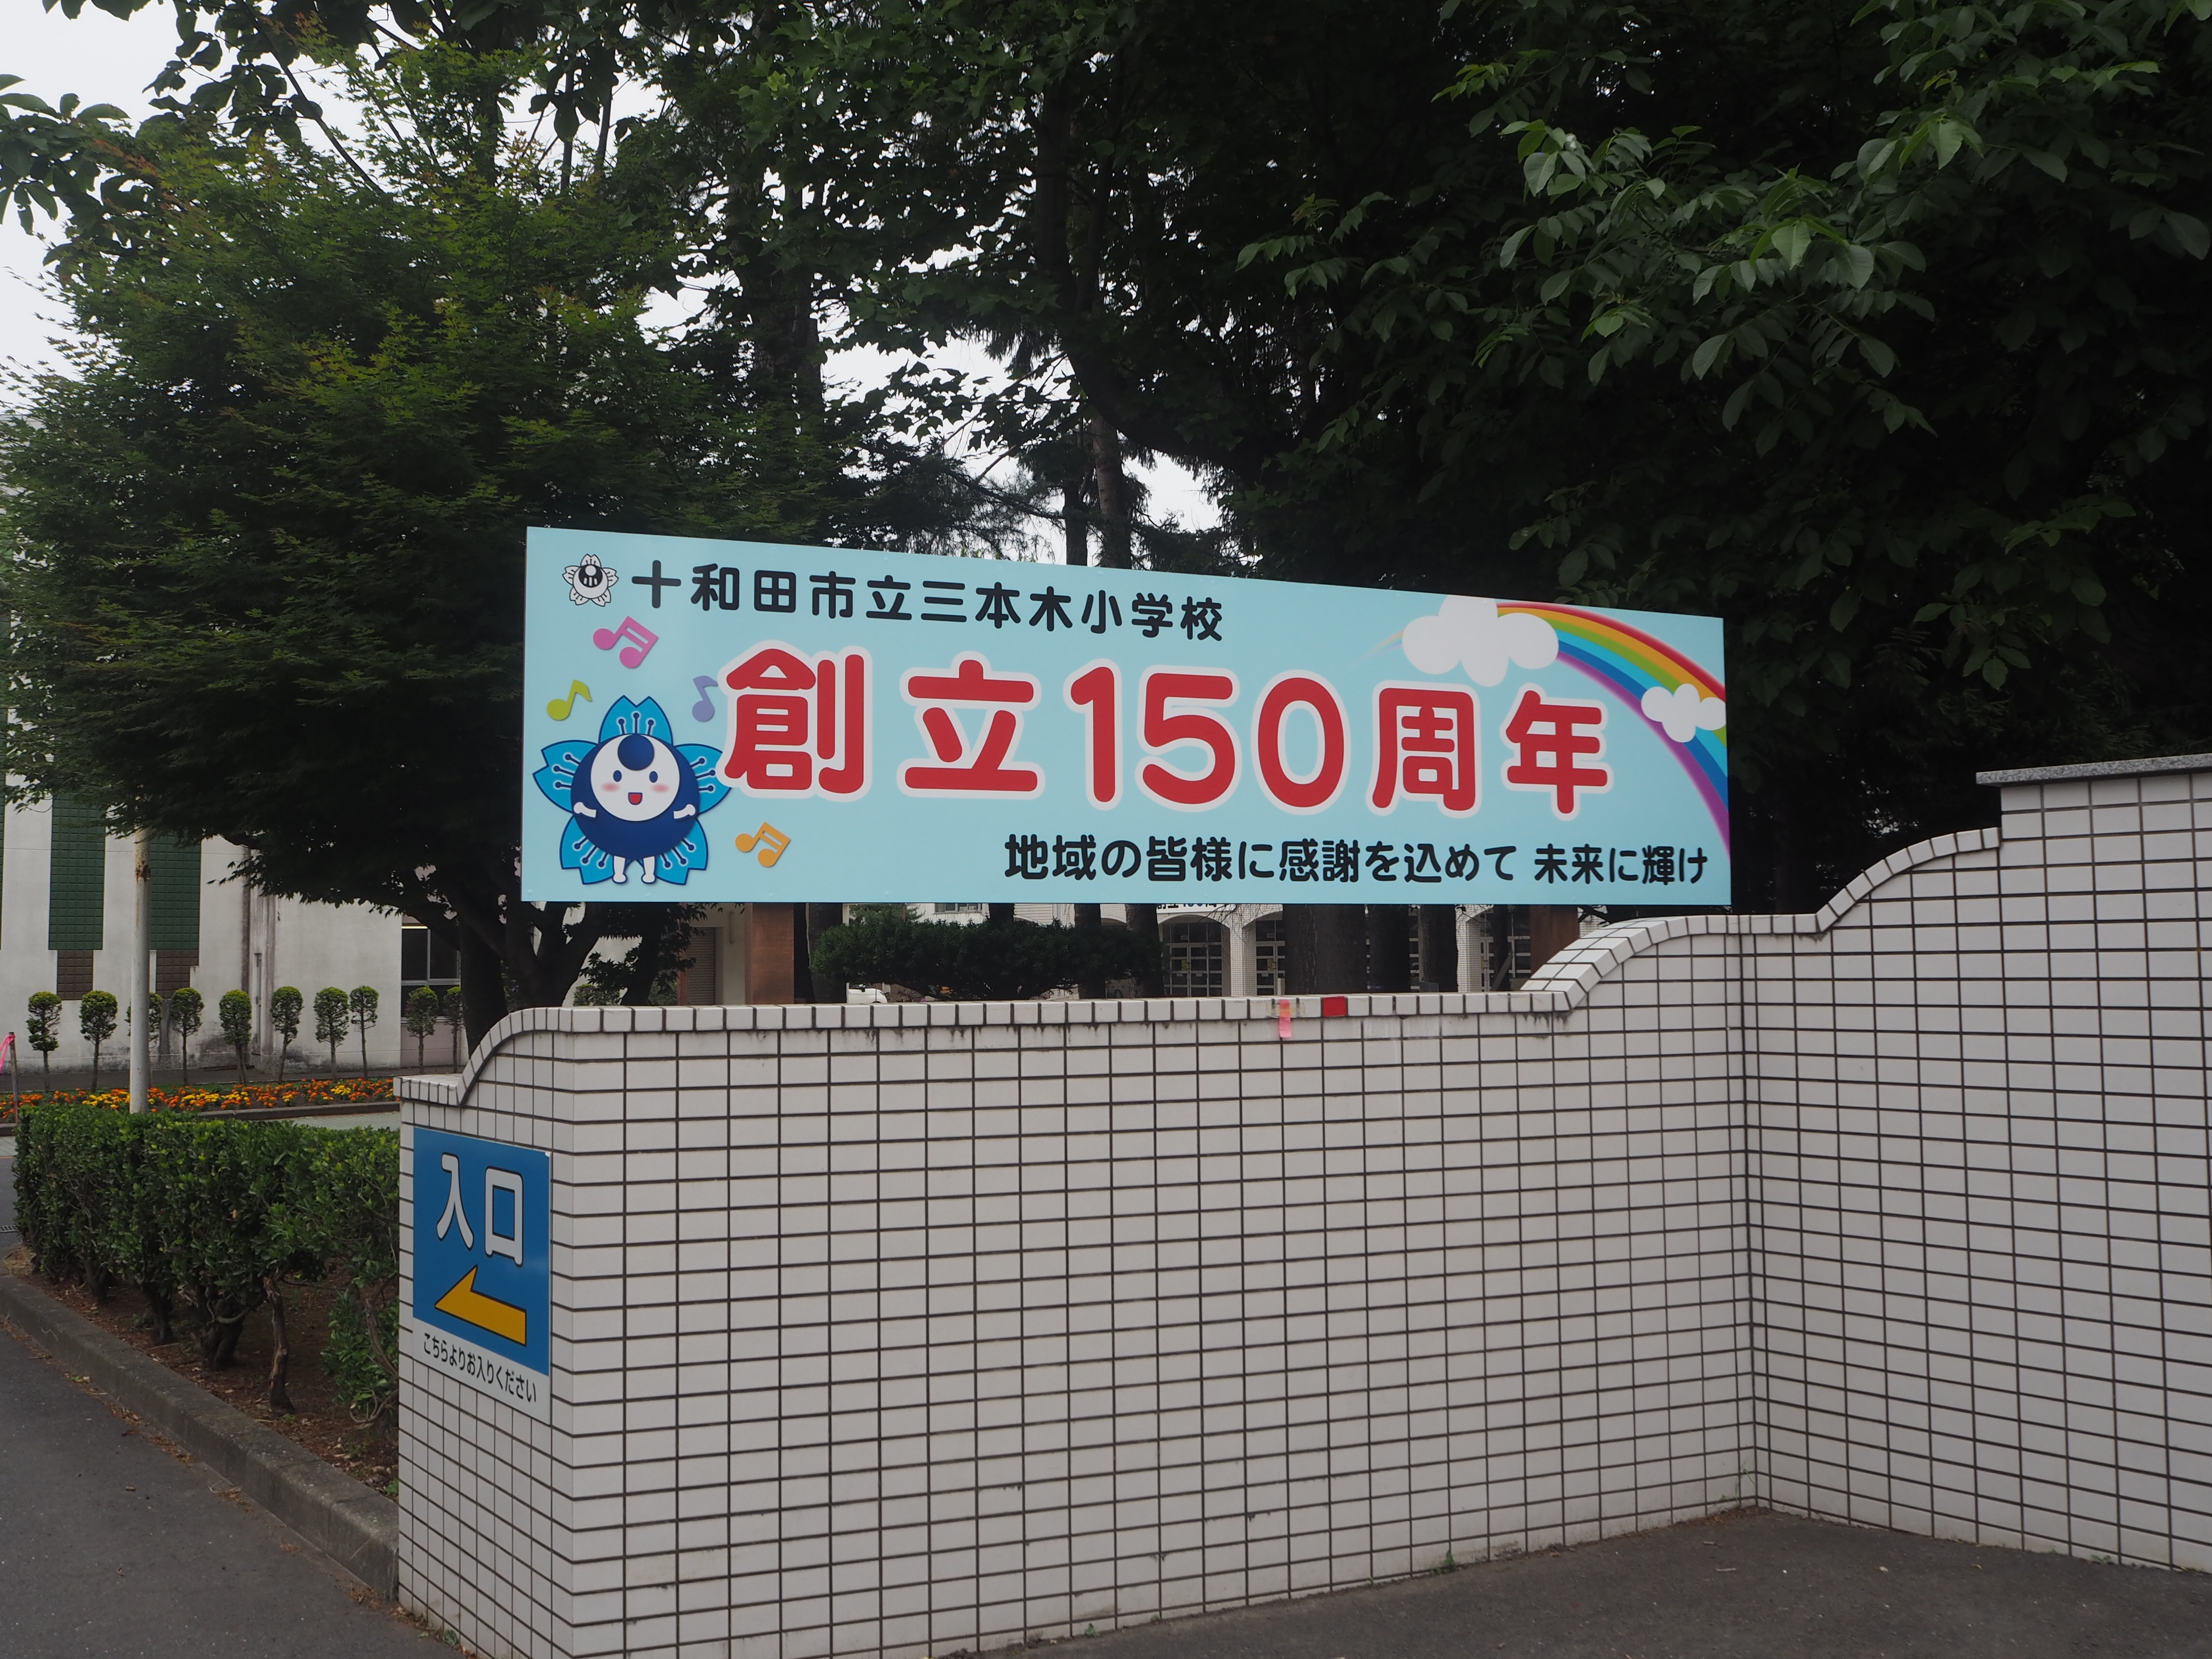 十和田市立三本木小学校
創立150周年
地域の皆様に感謝を込めて 未来に輝け
入口
こちらよりお入りください